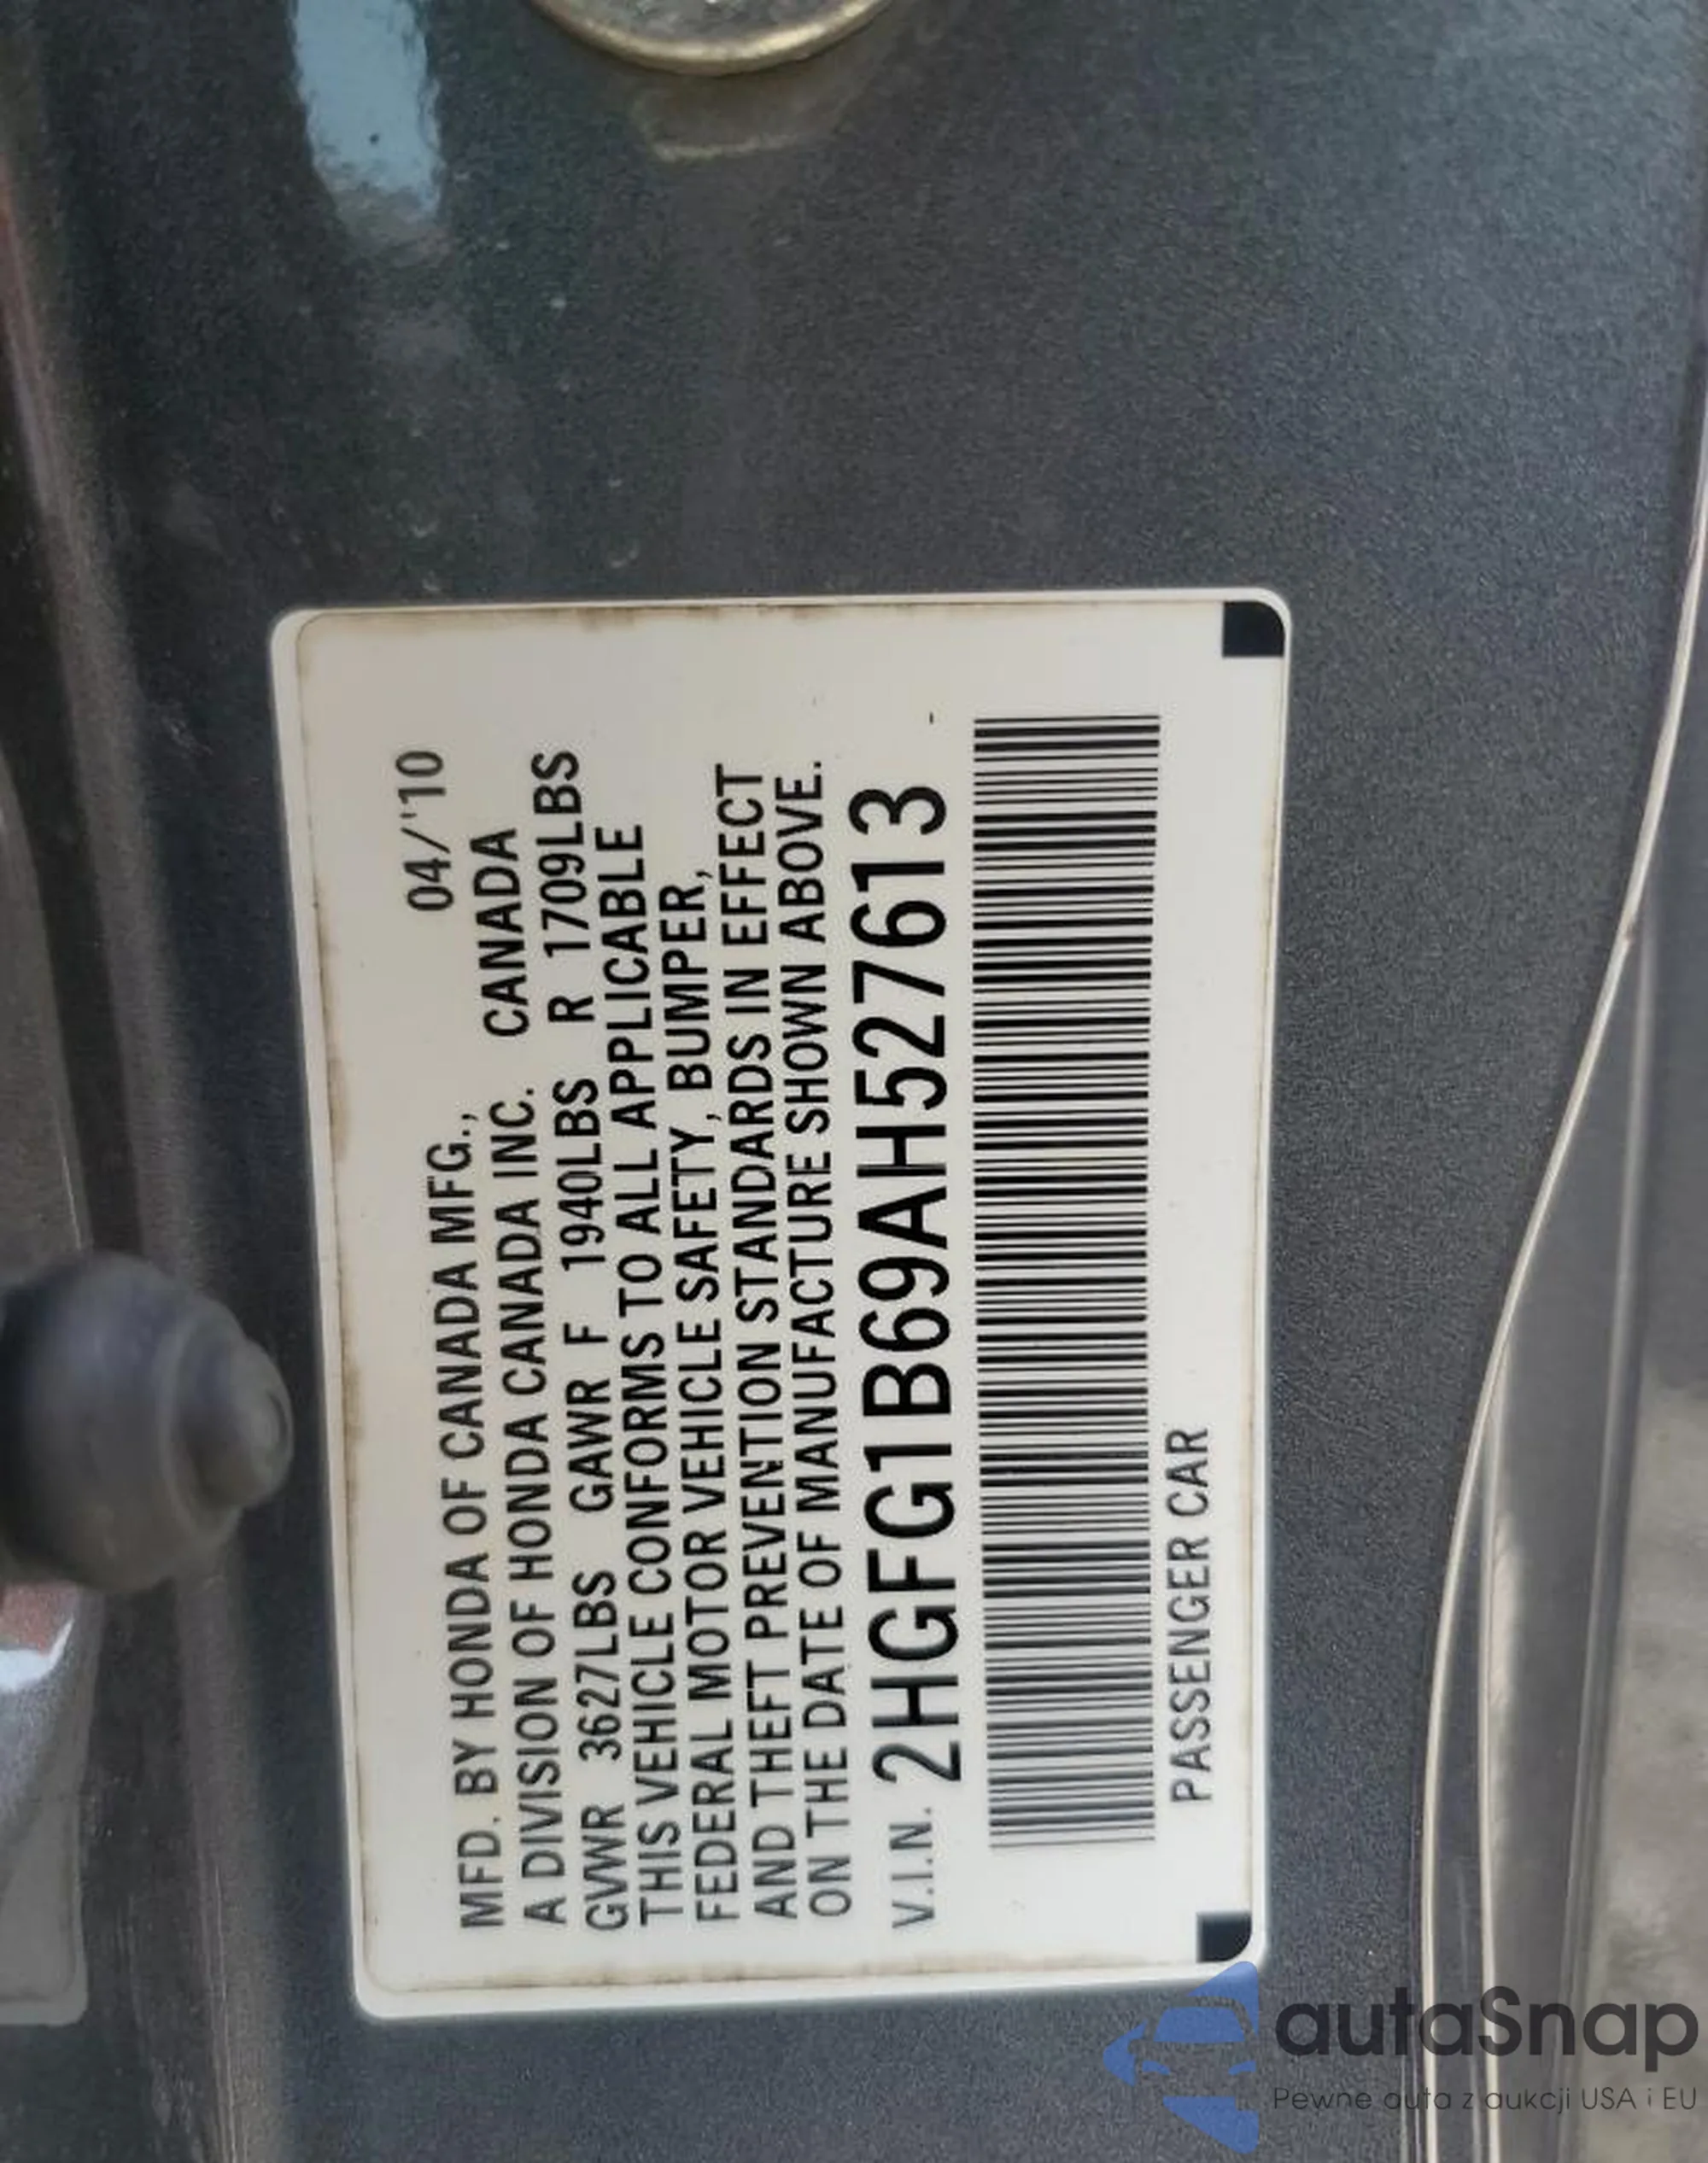 04/'10
MFD. BY HONDA OF CANADA MFG.,
A DIVISION OF HONDA CANADA INC. CANADA
GVWR 3627LBS GAWR F 1940LBS R 1709LBS
THIS VEHICLE CONFORMS TO ALL APPLICABLE
FEDERAL MOTOR VEHICLE SAFETY, BUMPER,
AND THEFT PREVENTION STANDARDS IN EFFECT
ON THE DATE OF MANUFACTURE SHOWN ABOVE.
V.I.N. 2HGFG1B69AH527613
PASSENGER CAR
autaSnap
Pewne auta z aukcji USA i EU